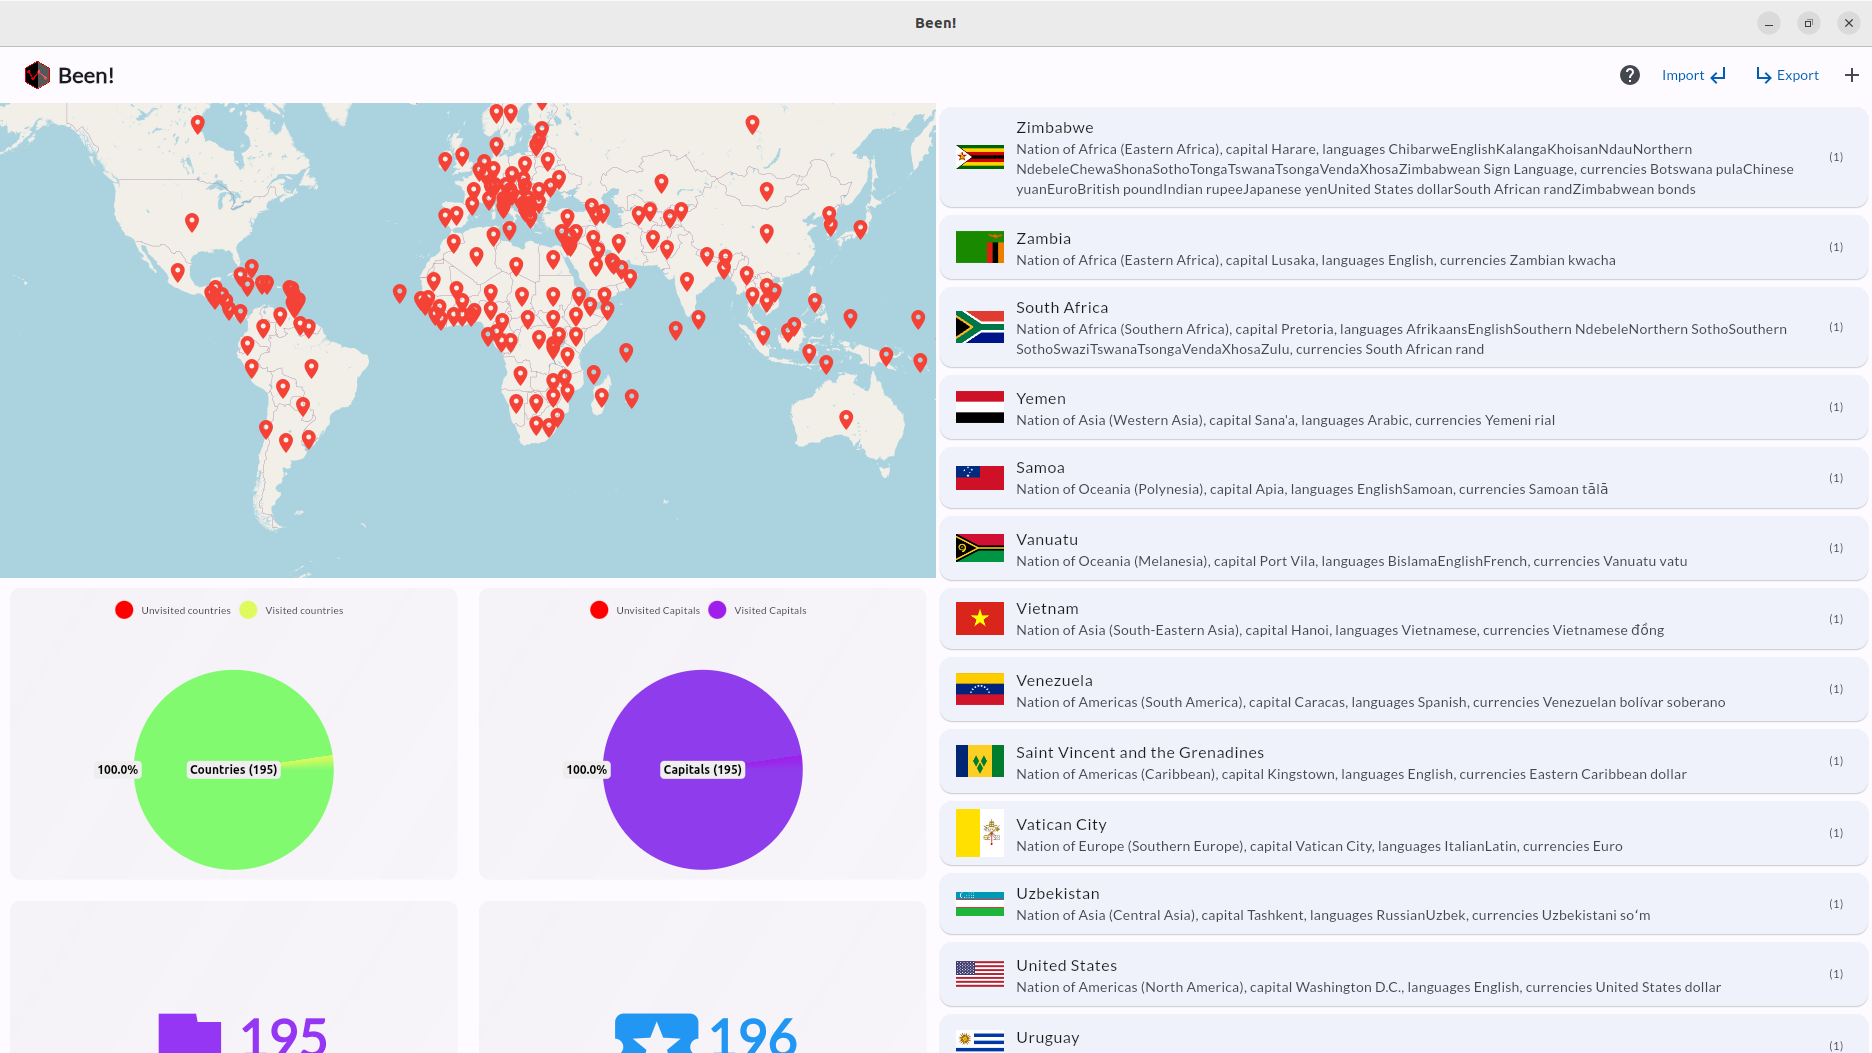 Been!
Been!
Import
Export
Zimbabwe
Nation of Africa (Eastern Africa), capital Harare, languages ChibarweEnglishKalangaKhoisanNdauNorthern
NdebeleChewaShonaSothoTongaTswanaTsongaVendaXhosaZimbabwean Sign Language, currencies Botswana pulaChinese
yuanEuroBritish poundIndian rupeeJapanese yenUnited States dollarSouth African randZimbabwean bonds
(1)
Zambia
Nation of Africa (Eastern Africa), capital Lusaka, languages English, currencies Zambian kwacha
(1)
South Africa
Nation of Africa (Southern Africa), capital Pretoria, languages AfrikaansEnglishSouthern NdebeleNorthern SothoSouthern
SothoSwaziTswanaTsongaVendaXhosaZulu, currencies South African rand
(1)
Yemen
Nation of Asia (Western Asia), capital Sana'a, languages Arabic, currencies Yemeni rial
(1)
Samoa
Nation of Oceania (Polynesia), capital Apia, languages EnglishSamoan, currencies Samoan tālā
(1)
Vanuatu
Nation of Oceania (Melanesia), capital Port Vila, languages BislamaEnglishFrench, currencies Vanuatu vatu
(1)
Vietnam
Nation of Asia (South-Eastern Asia), capital Hanoi, languages Vietnamese, currencies Vietnamese đồng
(1)
Venezuela
Nation of Americas (South America), capital Caracas, languages Spanish, currencies Venezuelan bolívar soberano
(1)
Saint Vincent and the Grenadines
Nation of Americas (Caribbean), capital Kingstown, languages English, currencies Eastern Caribbean dollar
(1)
Vatican City
Nation of Europe (Southern Europe), capital Vatican City, languages ItalianLatin, currencies Euro
(1)
Uzbekistan
Nation of Asia (Central Asia), capital Tashkent, languages RussianUzbek, currencies Uzbekistani soʻm
(1)
United States
Nation of Americas (North America), capital Washington D.C., languages English, currencies United States dollar
(1)
Uruguay
(1)
Unvisited countries
Visited countries
100.0%
Countries (195)
Unvisited Capitals
Visited Capitals
100.0%
Capitals (195)
195
196